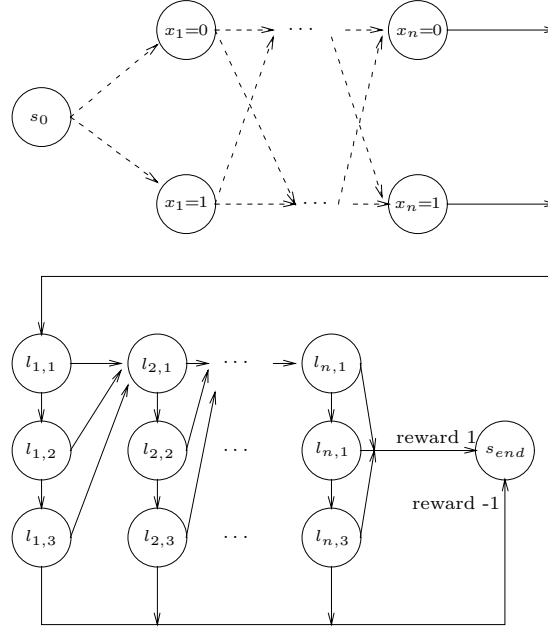 x₁=0 ··· xₙ=0
s₀
x₁=1 ··· xₙ=1
l₁,₁ l₂,₁ ··· lₙ,₁
reward 1
l₁,₂ l₂,₂ ··· lₙ,₁ s_end
reward -1
l₁,₃ l₂,₃ ··· lₙ,₃